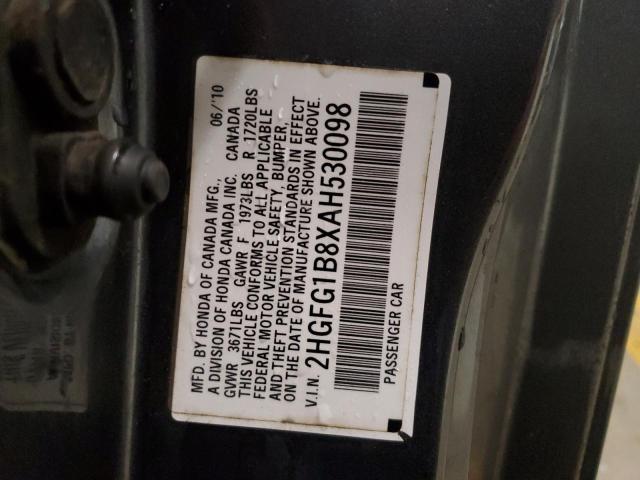 MFD. BY HONDA OF CANADA MFG., 06/'10
A DIVISION OF HONDA CANADA INC. CANADA
GVWR 3671LBS GAWR F 1973LBS R 1720LBS
THIS VEHICLE CONFORMS TO ALL APPLICABLE
FEDERAL MOTOR VEHICLE SAFETY, BUMPER,
AND THEFT PREVENTION STANDARDS IN EFFECT
ON THE DATE OF MANUFACTURE SHOWN ABOVE.
V.I.N. 2HGFG1B8XAH530098
PASSENGER CAR